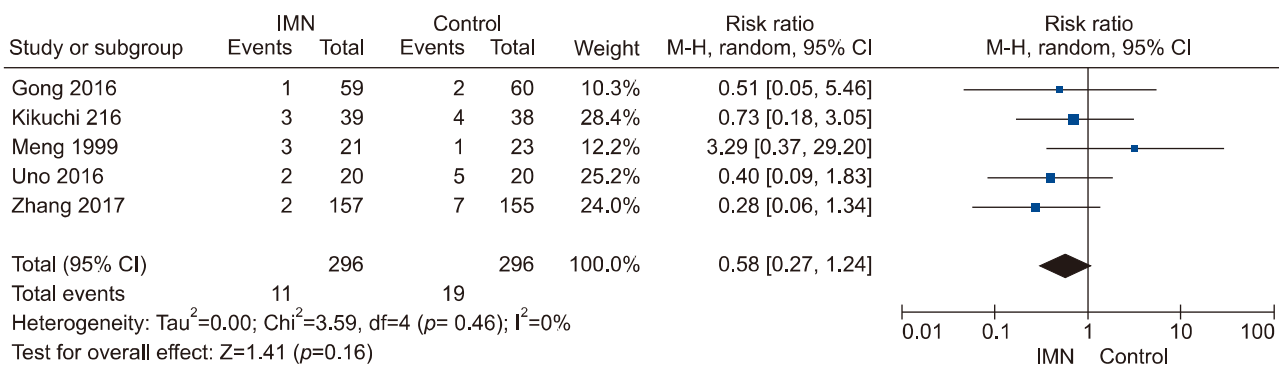 IMN Control Risk ratio Risk ratio
Study or subgroup Events Total Events Total Weight M-H, random, 95% CI M-H, random, 95% CI
Gong 2016 1 59 2 60 10.3% 0.51 [0.05, 5.46]
Kikuchi 216 3 39 4 38 28.4% 0.73 [0.18, 3.05]
Meng 1999 3 21 1 23 12.2% 3.29 [0.37, 29.20]
Uno 2016 2 20 5 20 25.2% 0.40 [0.09, 1.83]
Zhang 2017 2 157 7 155 24.0% 0.28 [0.06, 1.34]
Total (95% CI) 296 296 100.0% 0.58 [0.27, 1.24]
Total events 11 19
Heterogeneity: Tau²=0.00; Chi²=3.59, df=4 (p= 0.46); I²=0%
Test for overall effect: Z=1.41 (p=0.16)
0.01 0.1 1 10 100
IMN Control